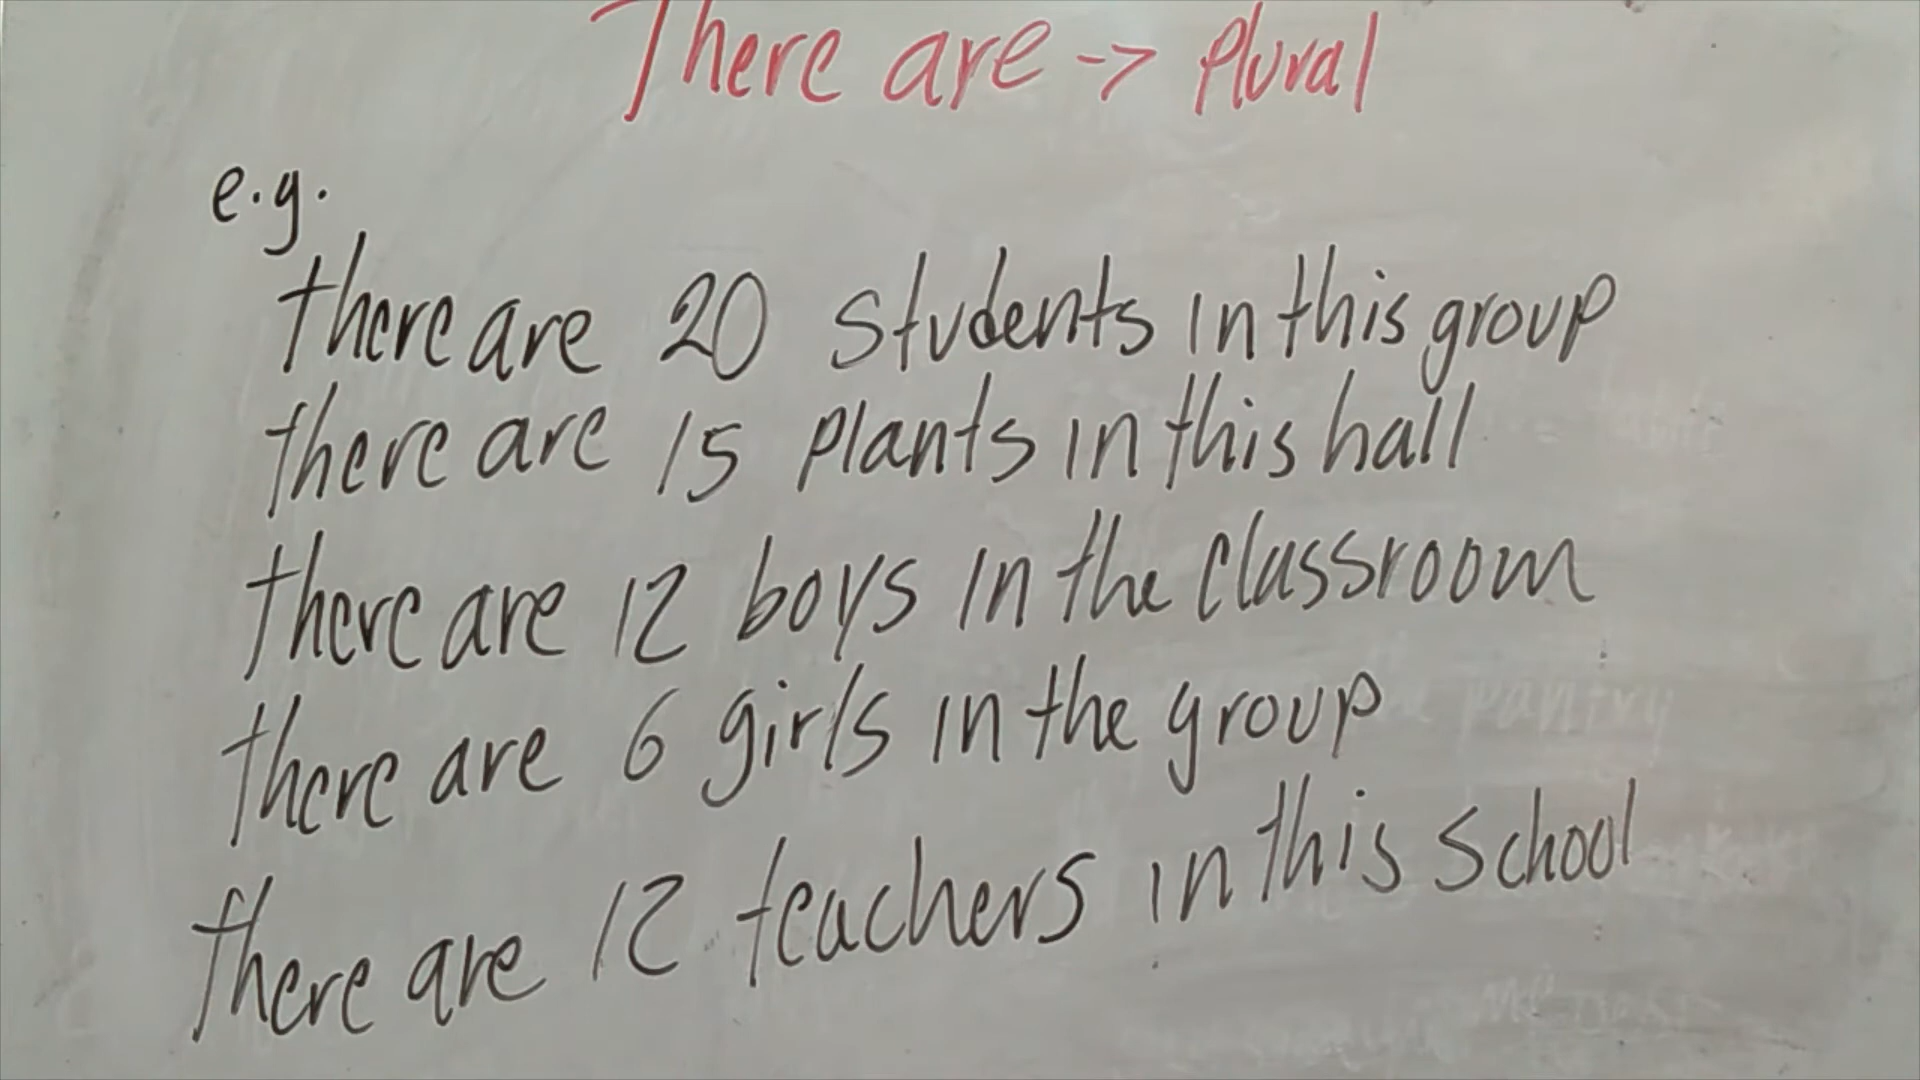 There are -> Plural
e.g.
there are 20 students in this group
there are 15 plants in this hall
there are 12 boys in the classroom
there are 6 girls in the group
there are 12 teachers in this school